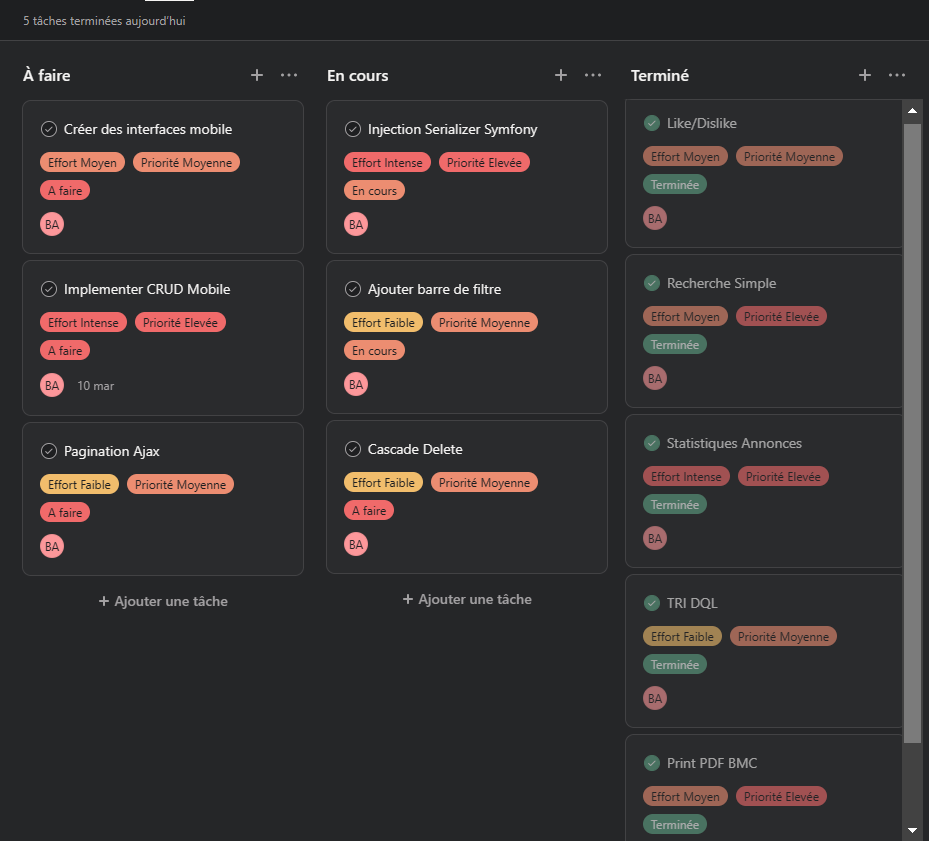 5 tâches terminées aujourd'hui
À faire
Créer des interfaces mobile
Effort Moyen Priorité Moyenne
A faire
BA
Implementer CRUD Mobile
Effort Intense Priorité Elevée
A faire
BA 10 mar
Pagination Ajax
Effort Faible Priorité Moyenne
A faire
BA
+ Ajouter une tâche
En cours
Injection Serializer Symfony
Effort Intense Priorité Elevée
En cours
BA
Ajouter barre de filtre
Effort Faible Priorité Moyenne
En cours
BA
Cascade Delete
Effort Faible Priorité Moyenne
A faire
BA
+ Ajouter une tâche
Terminé
Like/Dislike
Effort Moyen Priorité Moyenne
Terminée
BA
Recherche Simple
Effort Moyen Priorité Elevée
Terminée
BA
Statistiques Annonces
Effort Intense Priorité Elevée
Terminée
BA
TRI DQL
Effort Faible Priorité Moyenne
Terminée
BA
Print PDF BMC
Effort Moyen Priorité Elevée
Terminée